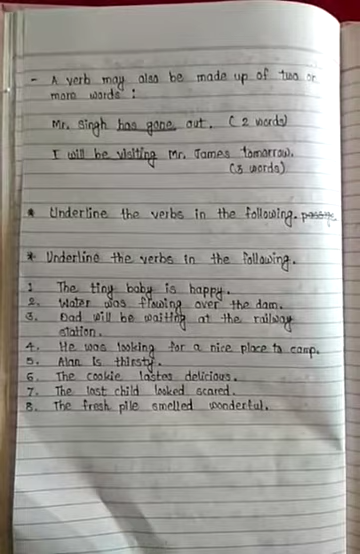 - A verb may also be made up of two or
more words :
Mr. Singh has gone out. ( 2 words)
I will be visiting Mr. James tomorrow.
(3 words)
* Underline the verbs in the following. passage
* Underline the verbs in the following.
1 The tiny baby is happy.
2. Water was flowing over the dam.
3. Dad will be waiting at the railway
station.
4. He was looking for a nice place to camp.
5. Alan is thirsty.
6. The cookie tastes delicious.
7. The lost child looked scared.
8. The fresh pile smelled wonderful.